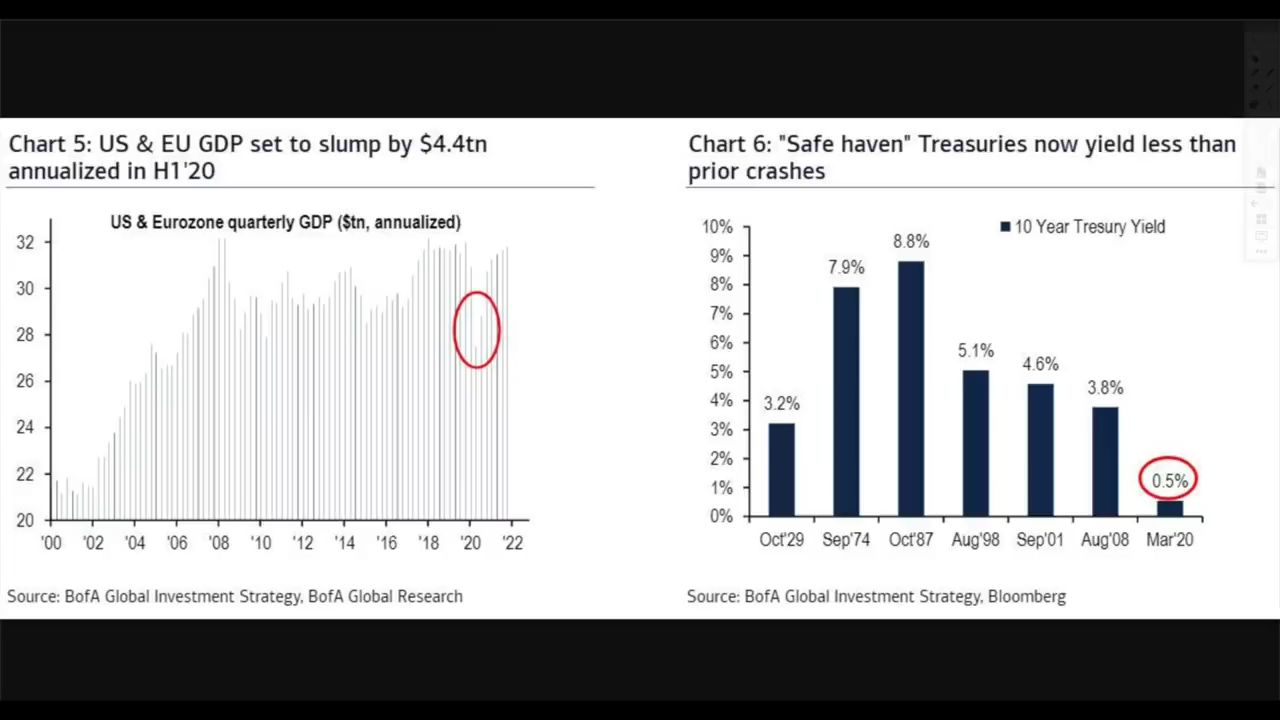 Chart 5: US & EU GDP set to slump by $4.4tn
annualized in H1'20
US & Eurozone quarterly GDP ($tn, annualized)
32
30
28
26
24
22
20
'00 '02 '04 '06 '08 '10 '12 '14 '16 '18 '20 '22
Source: BofA Global Investment Strategy, BofA Global Research
Chart 6: "Safe haven" Treasuries now yield less than
prior crashes
10 Year Tresury Yield
10%
9%
8%
7%
6%
5%
4%
3%
2%
1%
0%
3.2%
7.9%
8.8%
5.1%
4.6%
3.8%
0.5%
Oct'29 Sep'74 Oct'87 Aug'98 Sep'01 Aug'08 Mar'20
Source: BofA Global Investment Strategy, Bloomberg